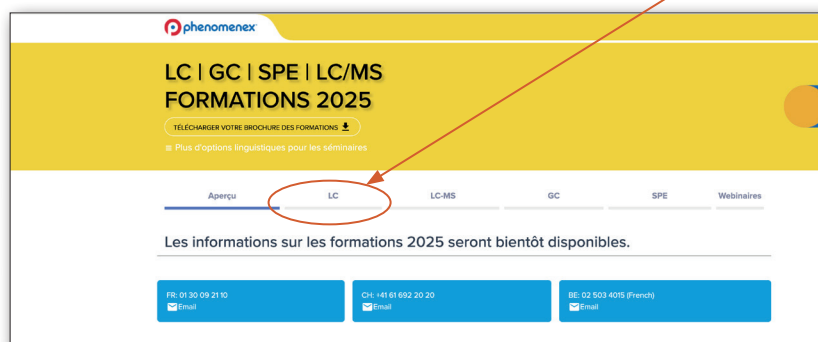 phenomenex
LC | GC | SPE | LC/MS
FORMATIONS 2025
TÉLÉCHARGER VOTRE BROCHURE DES FORMATIONS
≡ Plus d'options linguistiques pour les séminaires
Aperçu LC LC-MS GC SPE Webinaires
Les informations sur les formations 2025 seront bientôt disponibles.
FR: 01 30 09 21 10 CH: +41 61 692 20 20 BE: 02 503 4015 (French)
Email Email Email